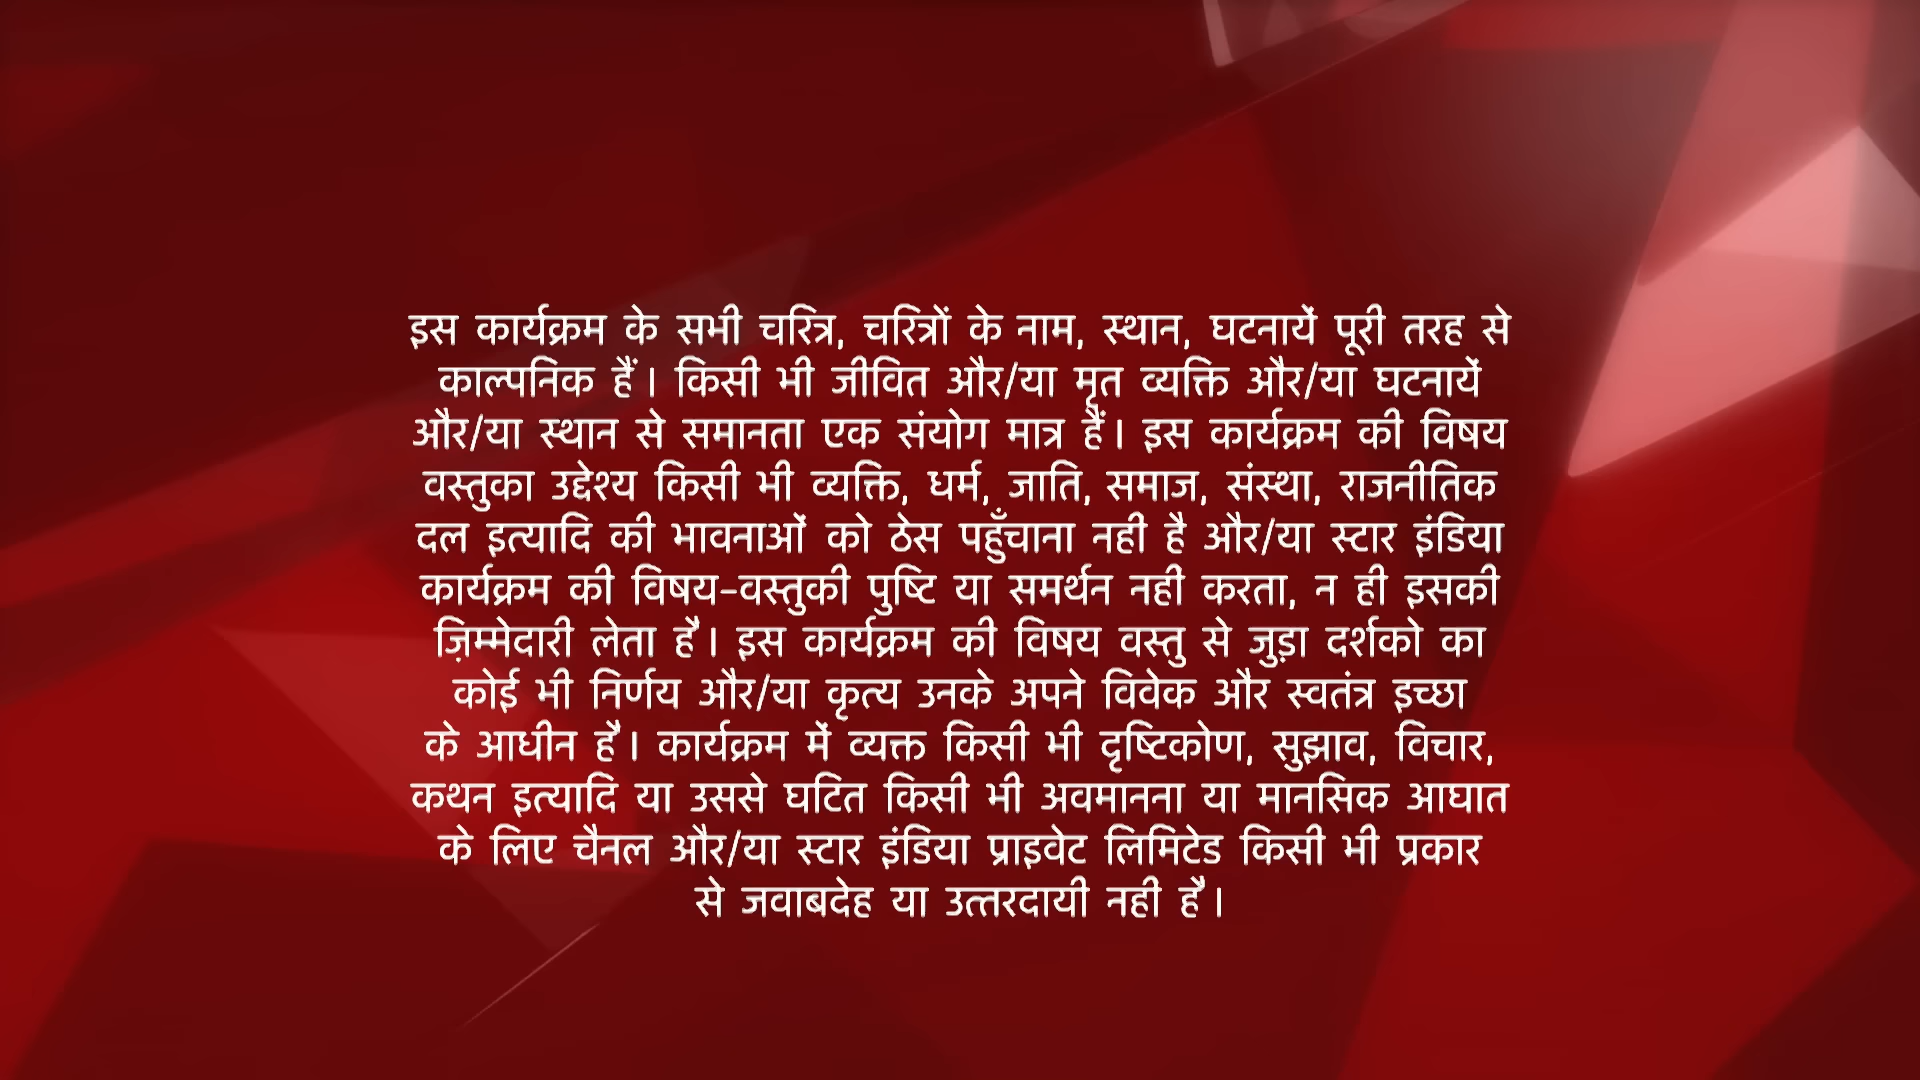 इस कार्यक्रम के सभी चरित्र, चरित्रों के नाम, स्थान, घटनायें पूरी तरह से
काल्पनिक हैं। किसी भी जीवित और/या मृत व्यक्ति और/या घटनायें
और/या स्थान से समानता एक संयोग मात्र हैं। इस कार्यक्रम की विषय
वस्तुका उद्देश्य किसी भी व्यक्ति, धर्म, जाति, समाज, संस्था, राजनीतिक
दल इत्यादि की भावनाओं को ठेस पहुँचाना नही है और/या स्टार इंडिया
कार्यक्रम की विषय-वस्तुकी पुष्टि या समर्थन नहीं करता, न ही इसकी
ज़िम्मेदारी लेता है। इस कार्यक्रम की विषय वस्तु से जुड़ा दर्शको का
कोई भी निर्णय और/या कृत्य उनके अपने विवेक और स्वतंत्र इच्छा
के आधीन है। कार्यक्रम में व्यक्त किसी भी दृष्टिकोण, सुझाव, विचार,
कथन इत्यादि या उससे घटित किसी भी अवमानना या मानसिक आघात
के लिए चैनल और/या स्टार इंडिया प्राइवेट लिमिटेड किसी भी प्रकार
से जवाबदेह या उत्तरदायी नही है।